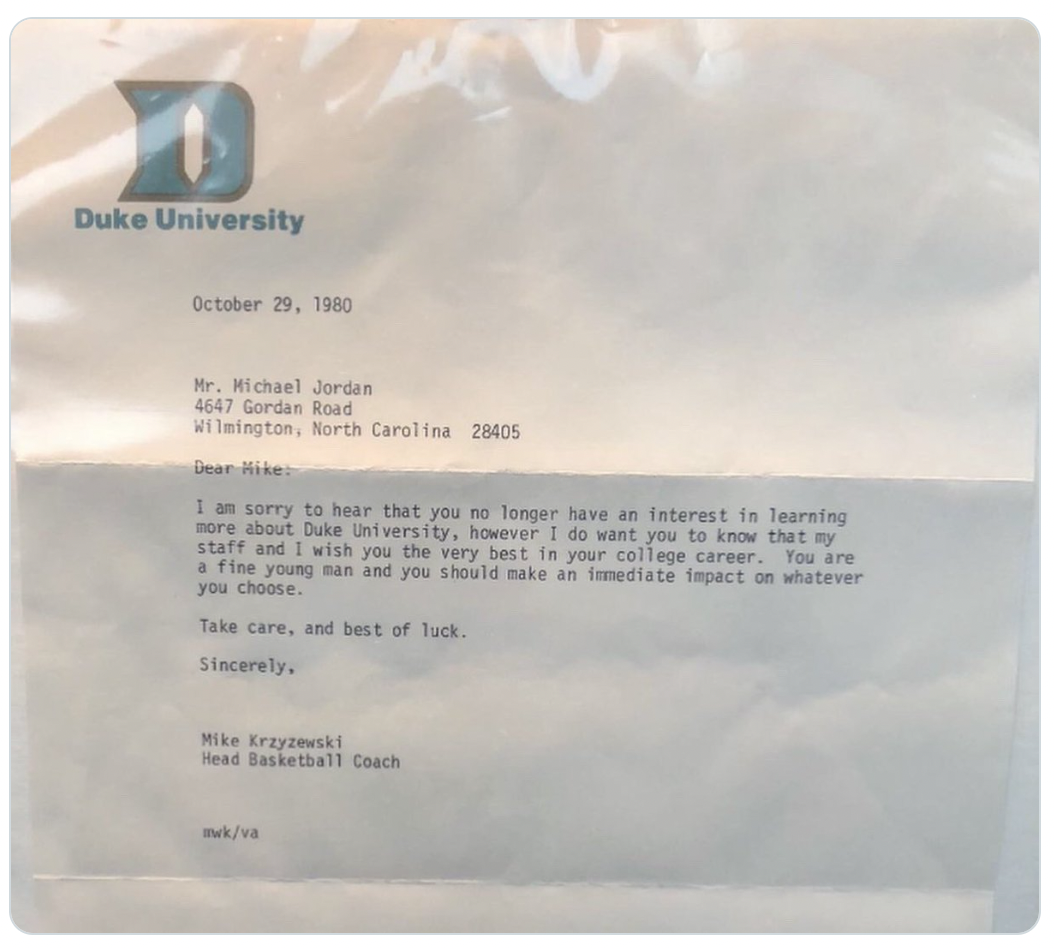 Duke University
October 29, 1980
Mr. Michael Jordan
4647 Gordan Road
Wilmington, North Carolina 28405
Dear Mike:
I am sorry to hear that you no longer have an interest in learning
more about Duke University, however I do want you to know that my
staff and I wish you the very best in your college career. You are
a fine young man and you should make an immediate impact on whatever
you choose.
Take care, and best of luck.
Sincerely,
Mike Krzyzewski
Head Basketball Coach
mwk/va